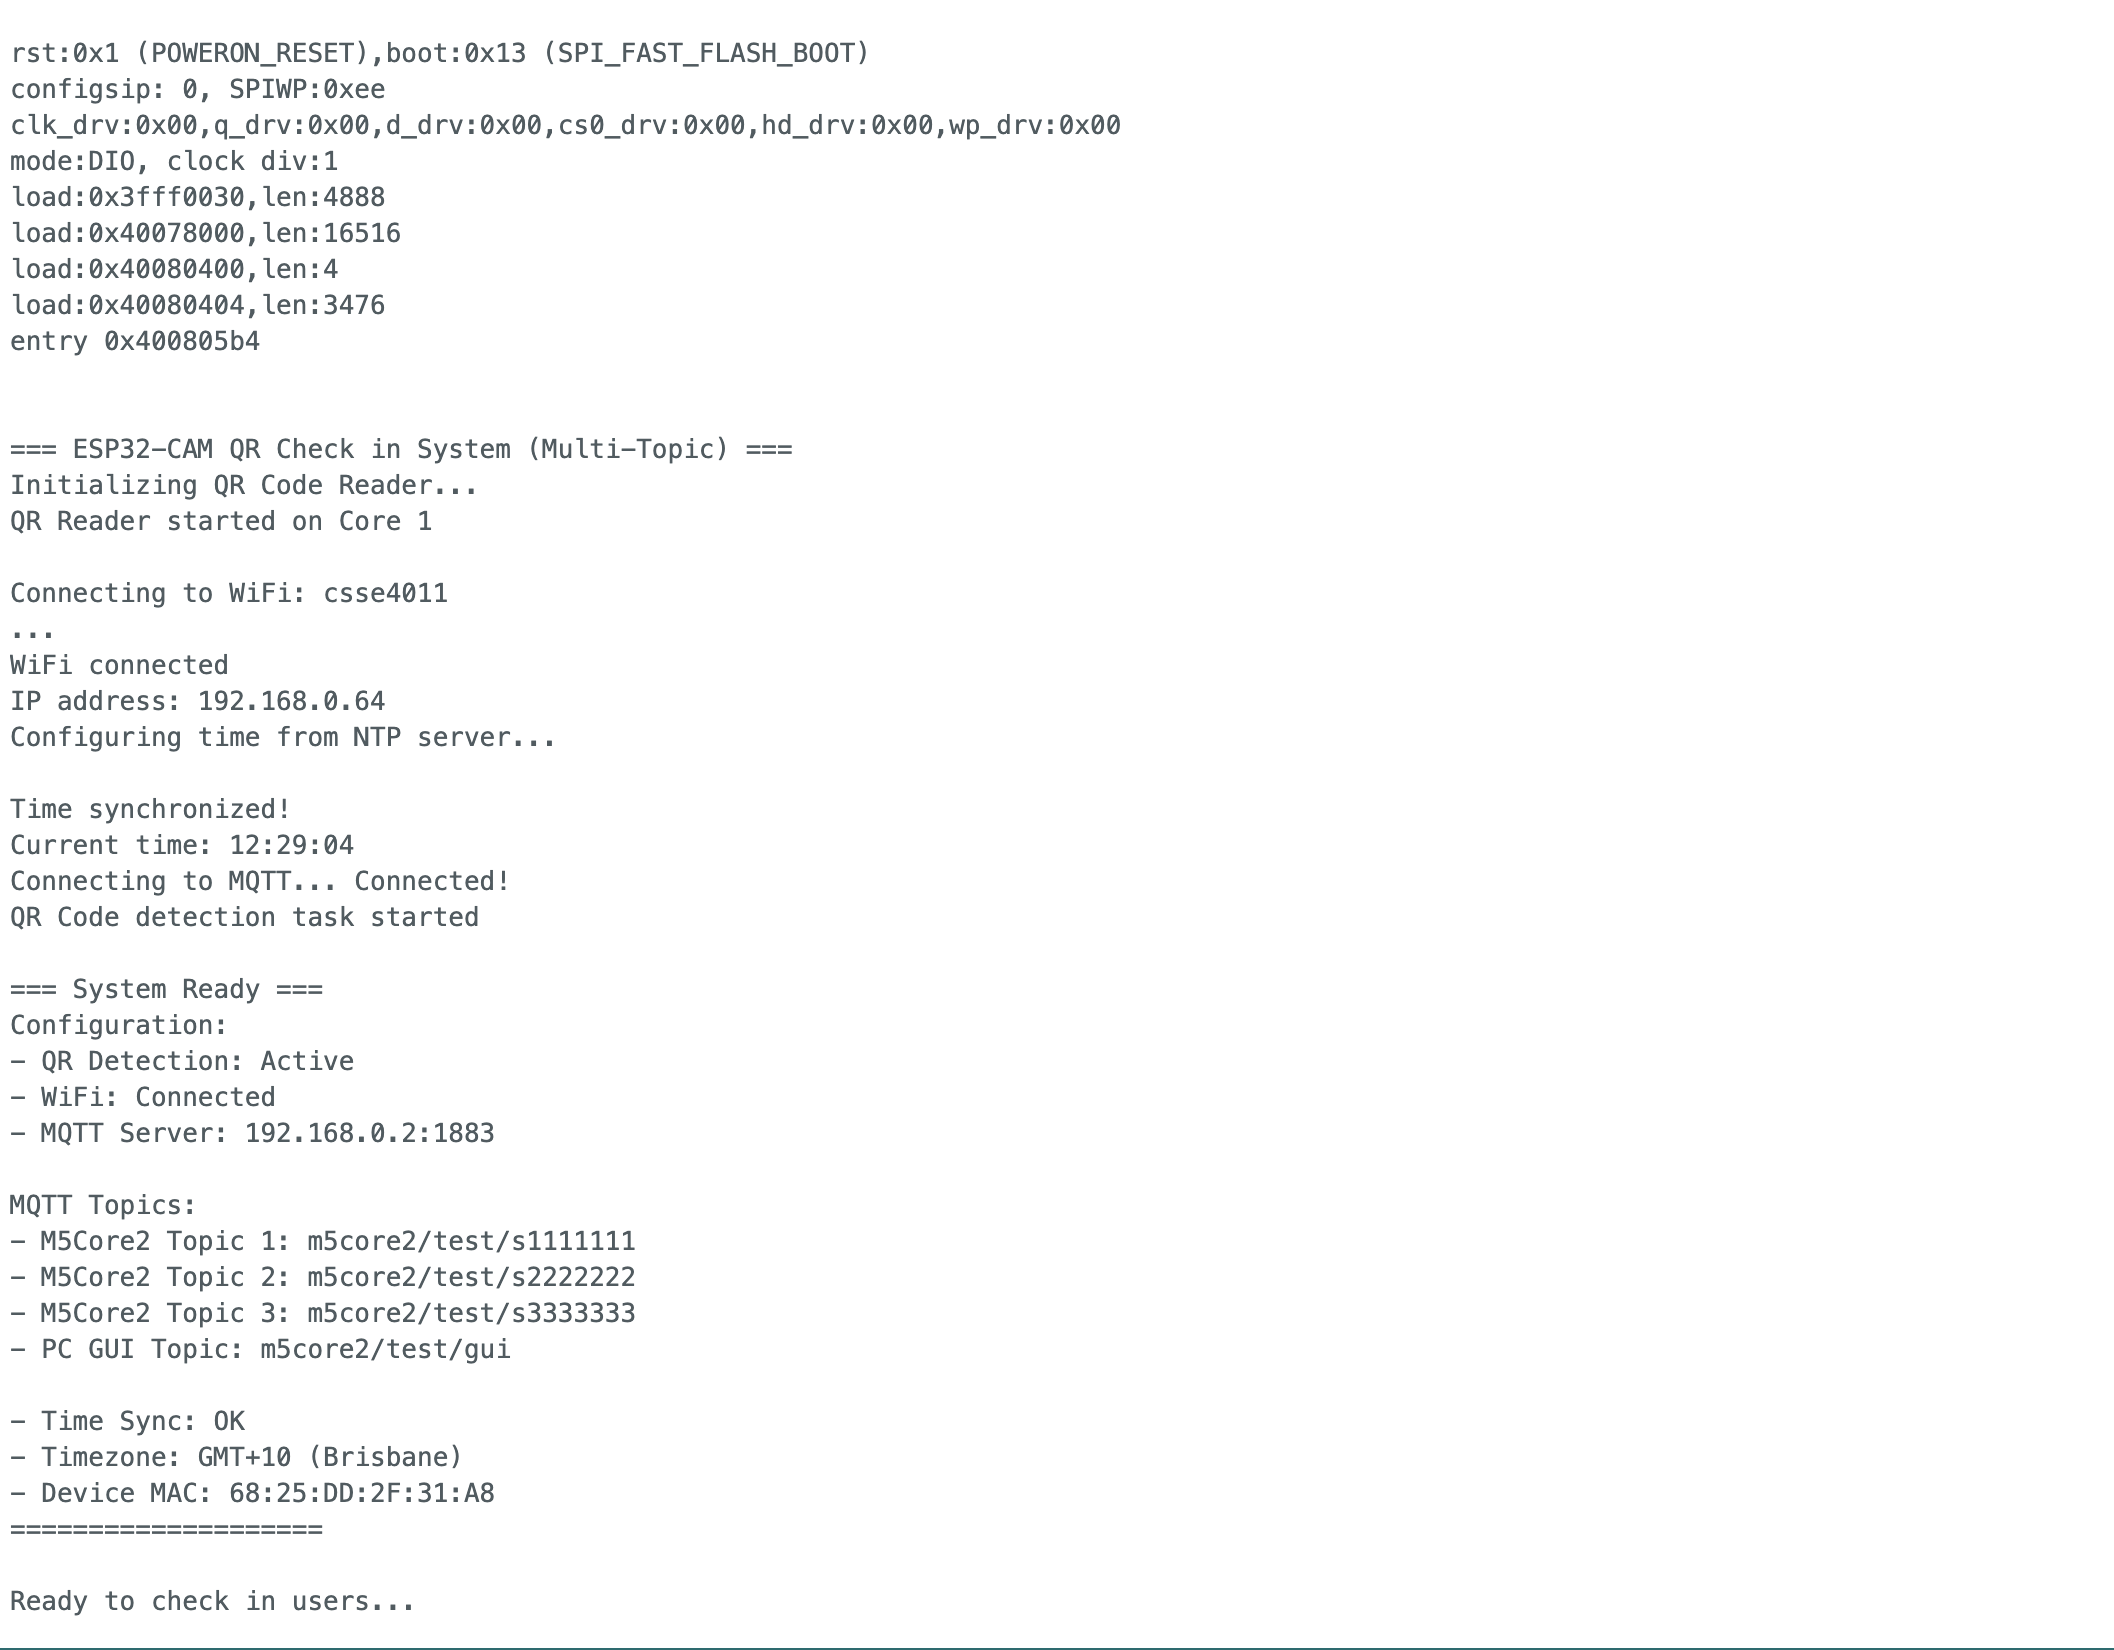 rst:0x1 (POWERON_RESET),boot:0x13 (SPI_FAST_FLASH_BOOT)
configsip: 0, SPIWP:0xee
clk_drv:0x00,q_drv:0x00,d_drv:0x00,cs0_drv:0x00,hd_drv:0x00,wp_drv:0x00
mode:DIO, clock div:1
load:0x3fff0030,len:4888
load:0x40078000,len:16516
load:0x40080400,len:4
load:0x40080404,len:3476
entry 0x400805b4
=== ESP32-CAM QR Check in System (Multi-Topic) ===
Initializing QR Code Reader...
QR Reader started on Core 1
Connecting to WiFi: csse4011
...
WiFi connected
IP address: 192.168.0.64
Configuring time from NTP server...
Time synchronized!
Current time: 12:29:04
Connecting to MQTT... Connected!
QR Code detection task started
=== System Ready ===
Configuration:
- QR Detection: Active
- WiFi: Connected
- MQTT Server: 192.168.0.2:1883
MQTT Topics:
- M5Core2 Topic 1: m5core2/test/s1111111
- M5Core2 Topic 2: m5core2/test/s2222222
- M5Core2 Topic 3: m5core2/test/s3333333
- PC GUI Topic: m5core2/test/gui
- Time Sync: OK
- Timezone: GMT+10 (Brisbane)
- Device MAC: 68:25:DD:2F:31:A8
====================
Ready to check in users...